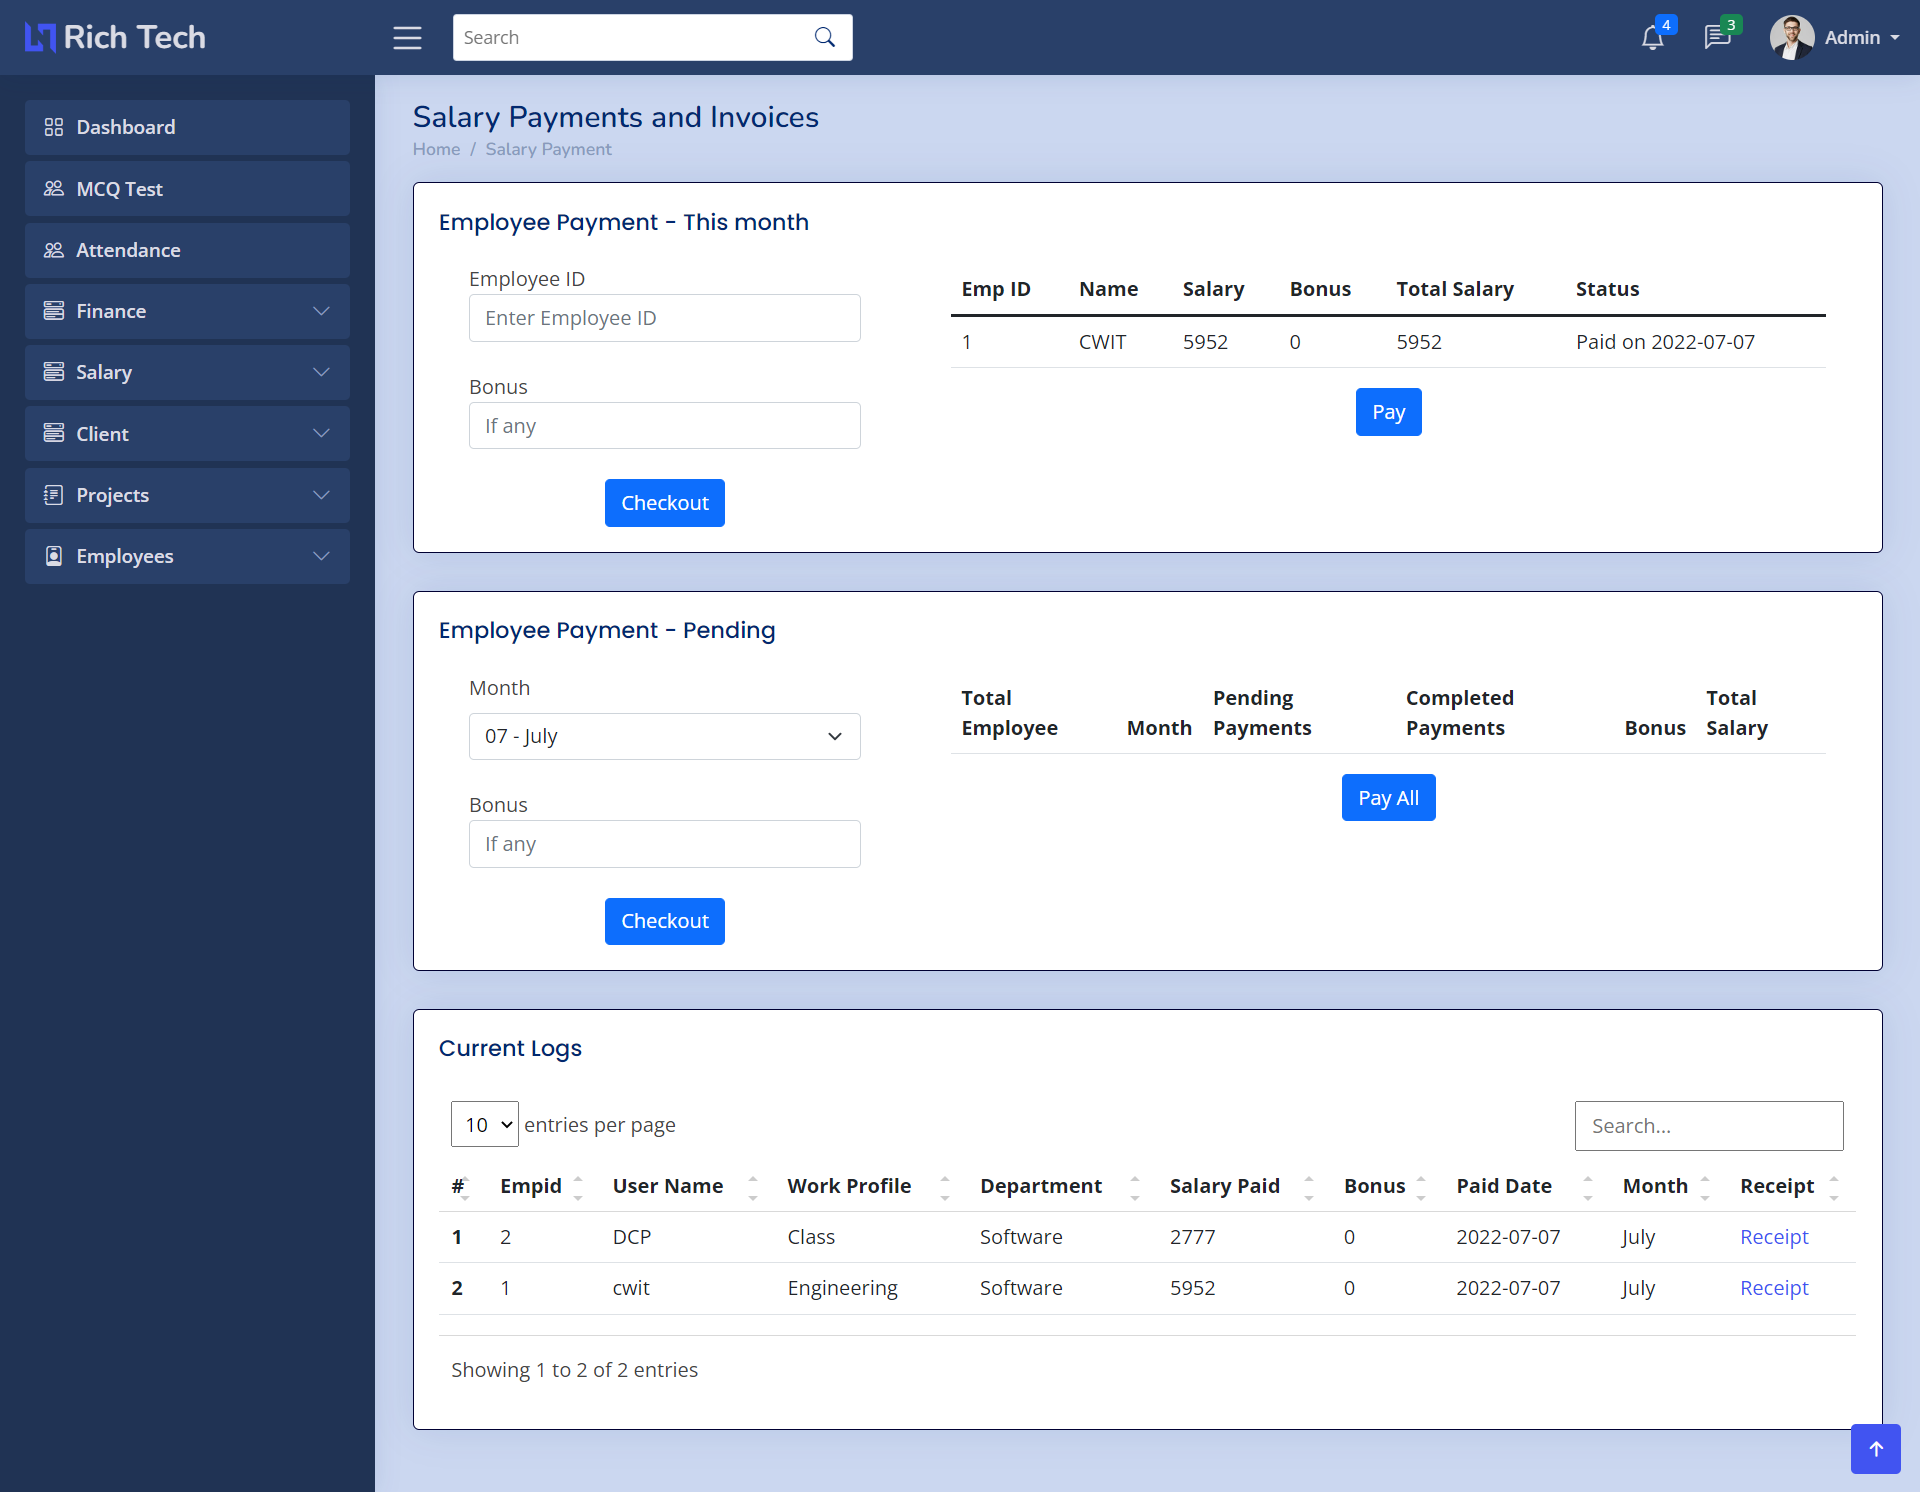 Rich Tech
Search
4
3
Admin
Dashboard
MCQ Test
Attendance
Finance
Salary
Client
Projects
Employees
Salary Payments and Invoices
Home / Salary Payment
Employee Payment - This month
Employee ID
Enter Employee ID
Bonus
If any
Checkout
Emp ID Name Salary Bonus Total Salary Status
1 CWIT 5952 0 5952 Paid on 2022-07-07
Pay
Employee Payment - Pending
Month
07 - July
Bonus
If any
Checkout
Total Employee Month Pending Payments Completed Payments Bonus Total Salary
Pay All
Current Logs
10 entries per page
Search...
# Empid User Name Work Profile Department Salary Paid Bonus Paid Date Month Receipt
1 2 DCP Class Software 2777 0 2022-07-07 July Receipt
2 1 cwit Engineering Software 5952 0 2022-07-07 July Receipt
Showing 1 to 2 of 2 entries